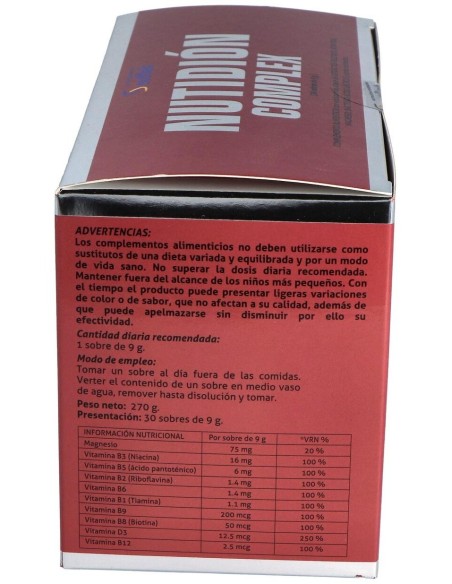 NUTIDIÓN
COMPLEX
ADVERTENCIAS:
Los complementos alimenticios no deben utilizarse como
sustitutos de una dieta variada y equilibrada y por un modo
de vida sano. No superar la dosis diaria recomendada.
Mantener fuera del alcance de los niños más pequeños. Con
el tiempo el producto puede presentar ligeras variaciones
de color o de sabor, que no afectan a su calidad, además de
que puede apelmazarse sin disminuir por ello su
efectividad.
Cantidad diaria recomendada:
1 sobre de 9 g.
Modo de empleo:
Tomar un sobre al día fuera de las comidas.
Verter el contenido de un sobre en medio vaso
de agua, remover hasta disolución y tomar.
Peso neto: 270 g.
Presentación: 30 sobres de 9 g.
INFORMACIÓN NUTRICIONAL Por sobre de 9 g *VRN %
Magnesio 75 mg 20 %
Vitamina B3 (Niacina) 16 mg 100 %
Vitamina B5 (ácido pantoténico) 6 mg 100 %
Vitamina B2 (Riboflavina) 1.4 mg 100 %
Vitamina B6 1.4 mg 100 %
Vitamina B1 (Tiamina) 1.1 mg 100 %
Vitamina B9 200 mcg 100 %
Vitamina B8 (Biotina) 50 mcg 100 %
Vitamina D3 12.5 mcg 250 %
Vitamina B12 2.5 mcg 100 %